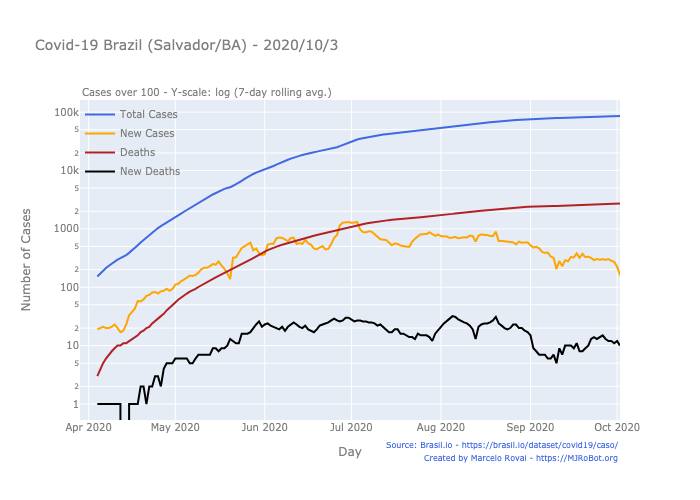 Covid-19 Brazil (Salvador/BA) - 2020/10/3
Cases over 100 - Y-scale: log (7-day rolling avg.)
Total Cases
New Cases
Deaths
New Deaths
100k
5
2
10k
5
2
1000
5
2
100
5
2
10
5
2
1
Number of Cases
Apr 2020 May 2020 Jun 2020 Jul 2020 Aug 2020 Sep 2020 Oct 2020
Day
Source: Brasil.io - https://brasil.io/dataset/covid19/caso/
Created by Marcelo Rovai - https://MJRoBot.org